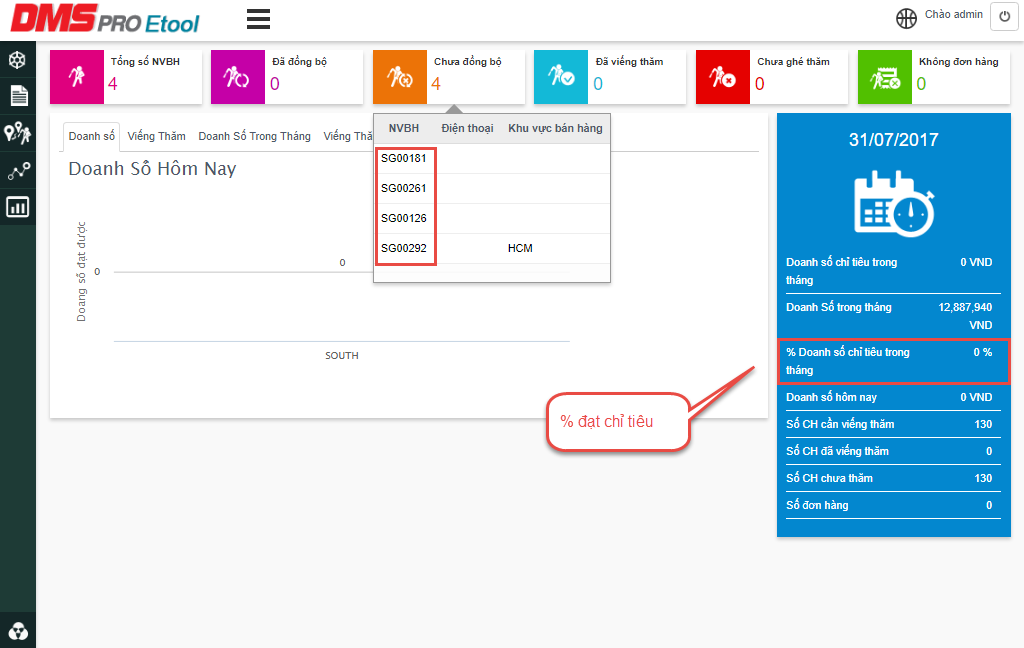 DMSPRO Etool
Chào admin
Tổng số NVBH
4
Đã đồng bộ
0
Chưa đồng bộ
4
Đã viếng thăm
0
Chưa ghé thăm
0
Không đơn hàng
0
Doanh số
Viếng Thăm
Doanh Số Trong Tháng
Viếng Thă
Doanh Số Hôm Nay
Doang số đạt được
0
0
SOUTH
NVBH Điện thoại Khu vực bán hàng
SG00181
SG00261
SG00126
SG00292 HCM
% đạt chỉ tiêu
31/07/2017
Doanh số chỉ tiêu trong 0 VND
tháng
Doanh Số trong tháng 12,887,940
VND
% Doanh số chỉ tiêu trong 0 %
tháng
Doanh số hôm nay 0 VND
Số CH cần viếng thăm 130
Số CH đã viếng thăm 0
Số CH chưa thăm 130
Số đơn hàng 0